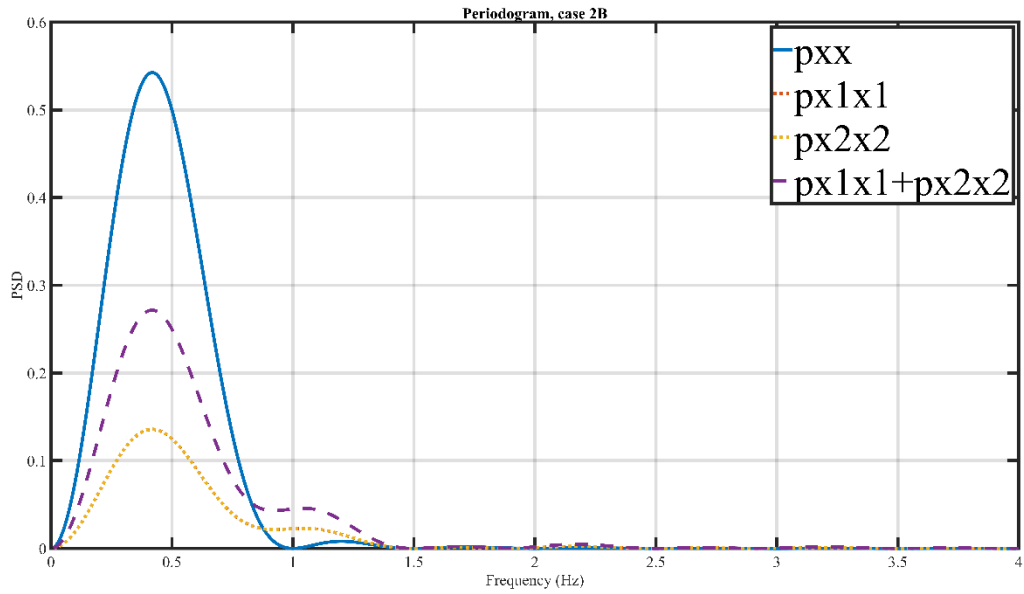 Periodogram, case 2B
0.6
0.5
0.4
0.3
0.2
0.1
0
PSD
pxx
px1x1
px2x2
px1x1+px2x2
0 0.5 1 1.5 2 2.5 3 3.5 4
Frequency (Hz)